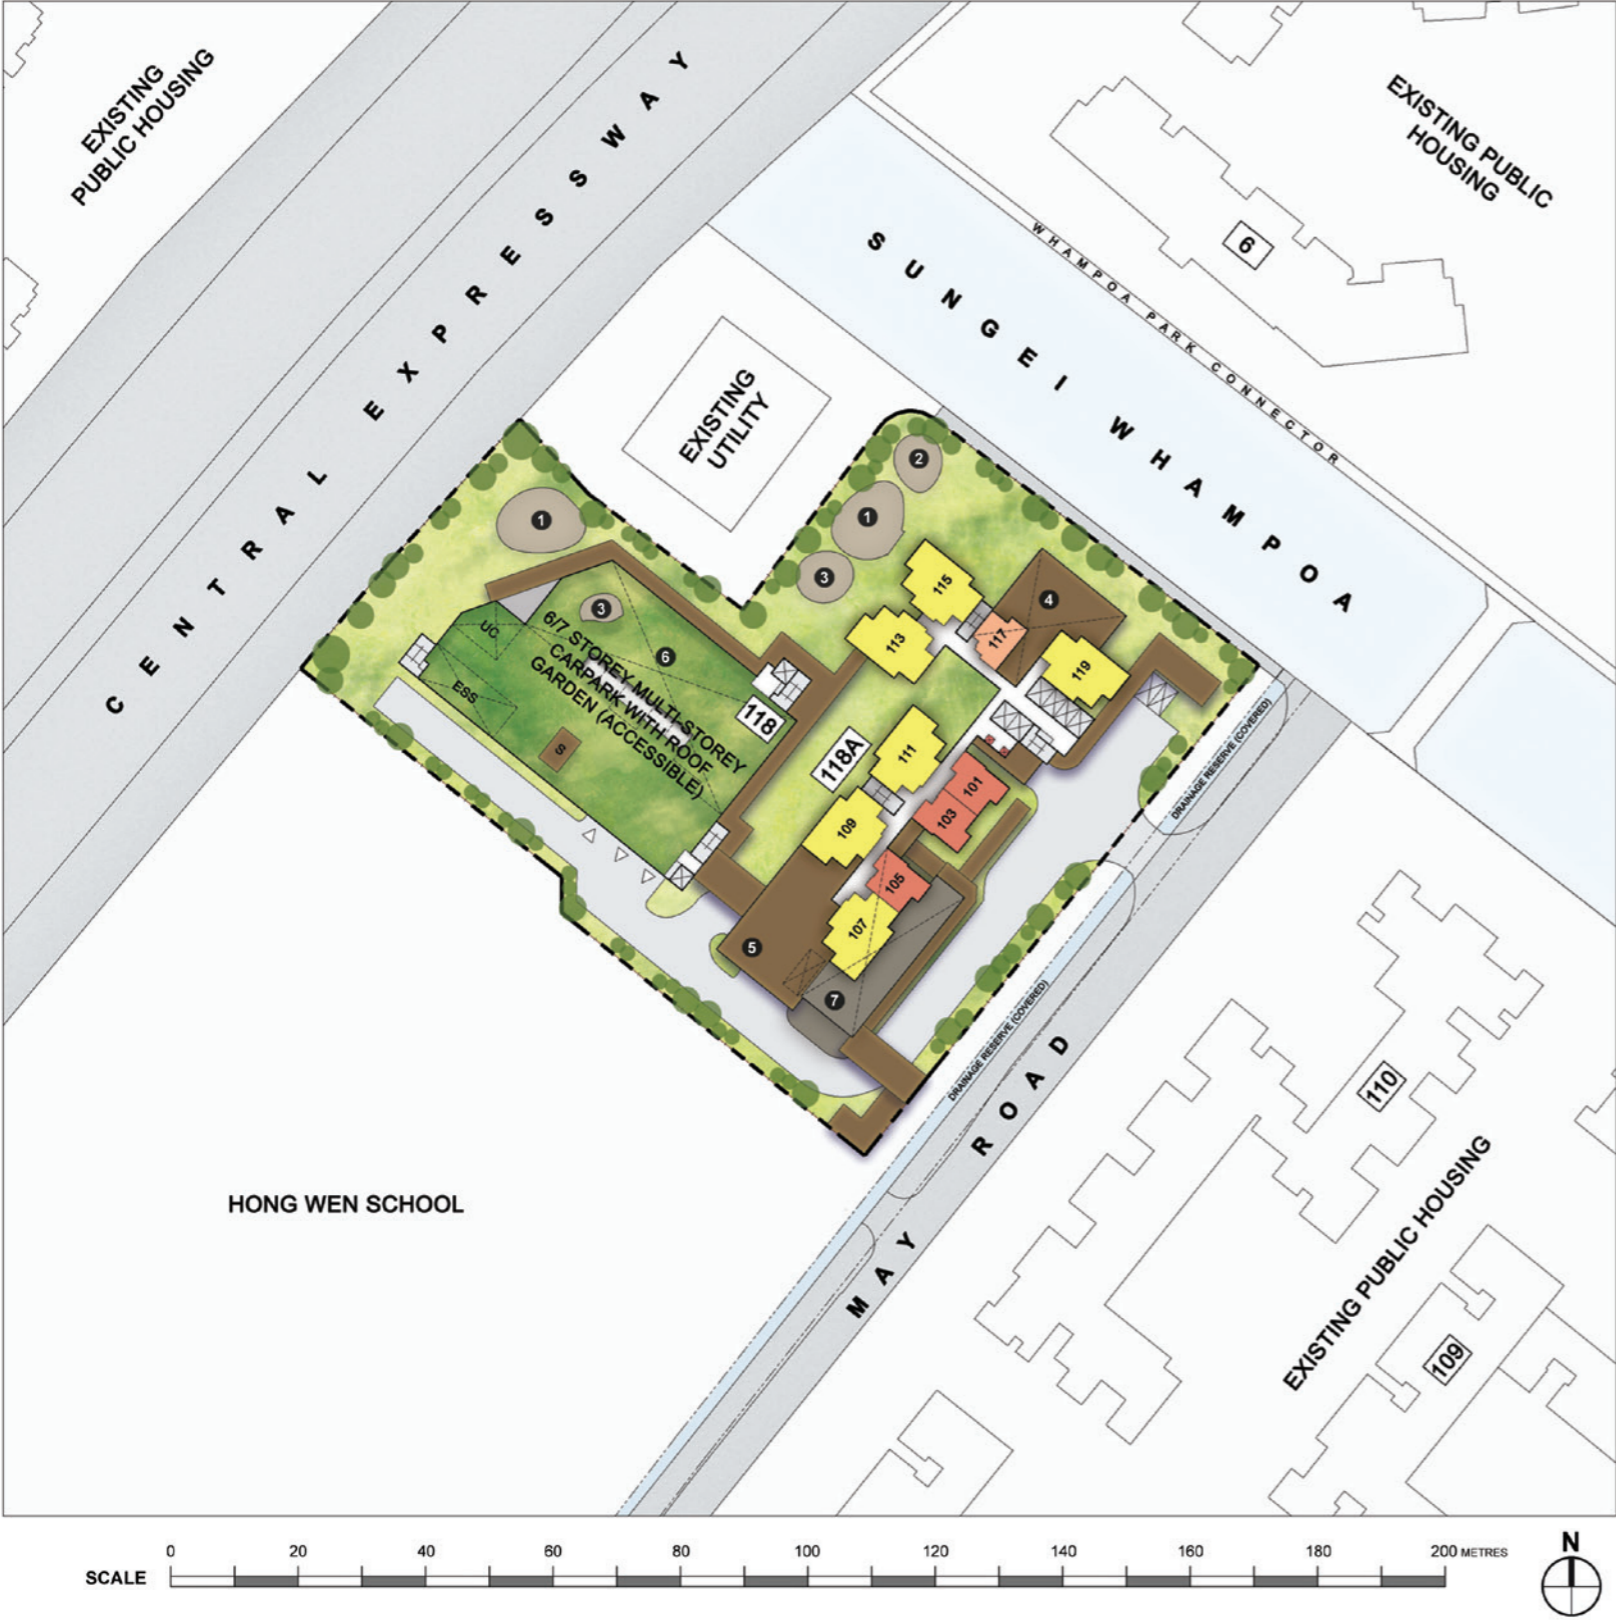 EXISTING
PUBLIC HOUSING
CENTRAL EXPRESSWAY
EXISTING PUBLIC
HOUSING
6
WHAMPOA PARK CONNECTOR
SUNGEI WHAMPOA
EXISTING
UTILITY
2
1
1
3
3
115
4
113
117
119
UC
6/7 STOREY MULTI-STOREY
CARPARK WITH ROOF
GARDEN (ACCESSIBLE)
6
ESS
118
S
118A
111
101
103
109
105
107
5
7
DRAINAGE RESERVE (COVERED)
DRAINAGE RESERVE (COVERED)
MAY ROAD
110
EXISTING PUBLIC HOUSING
109
HONG WEN SCHOOL
SCALE
0 20 40 60 80 100 120 140 160 180 200 METRES
N